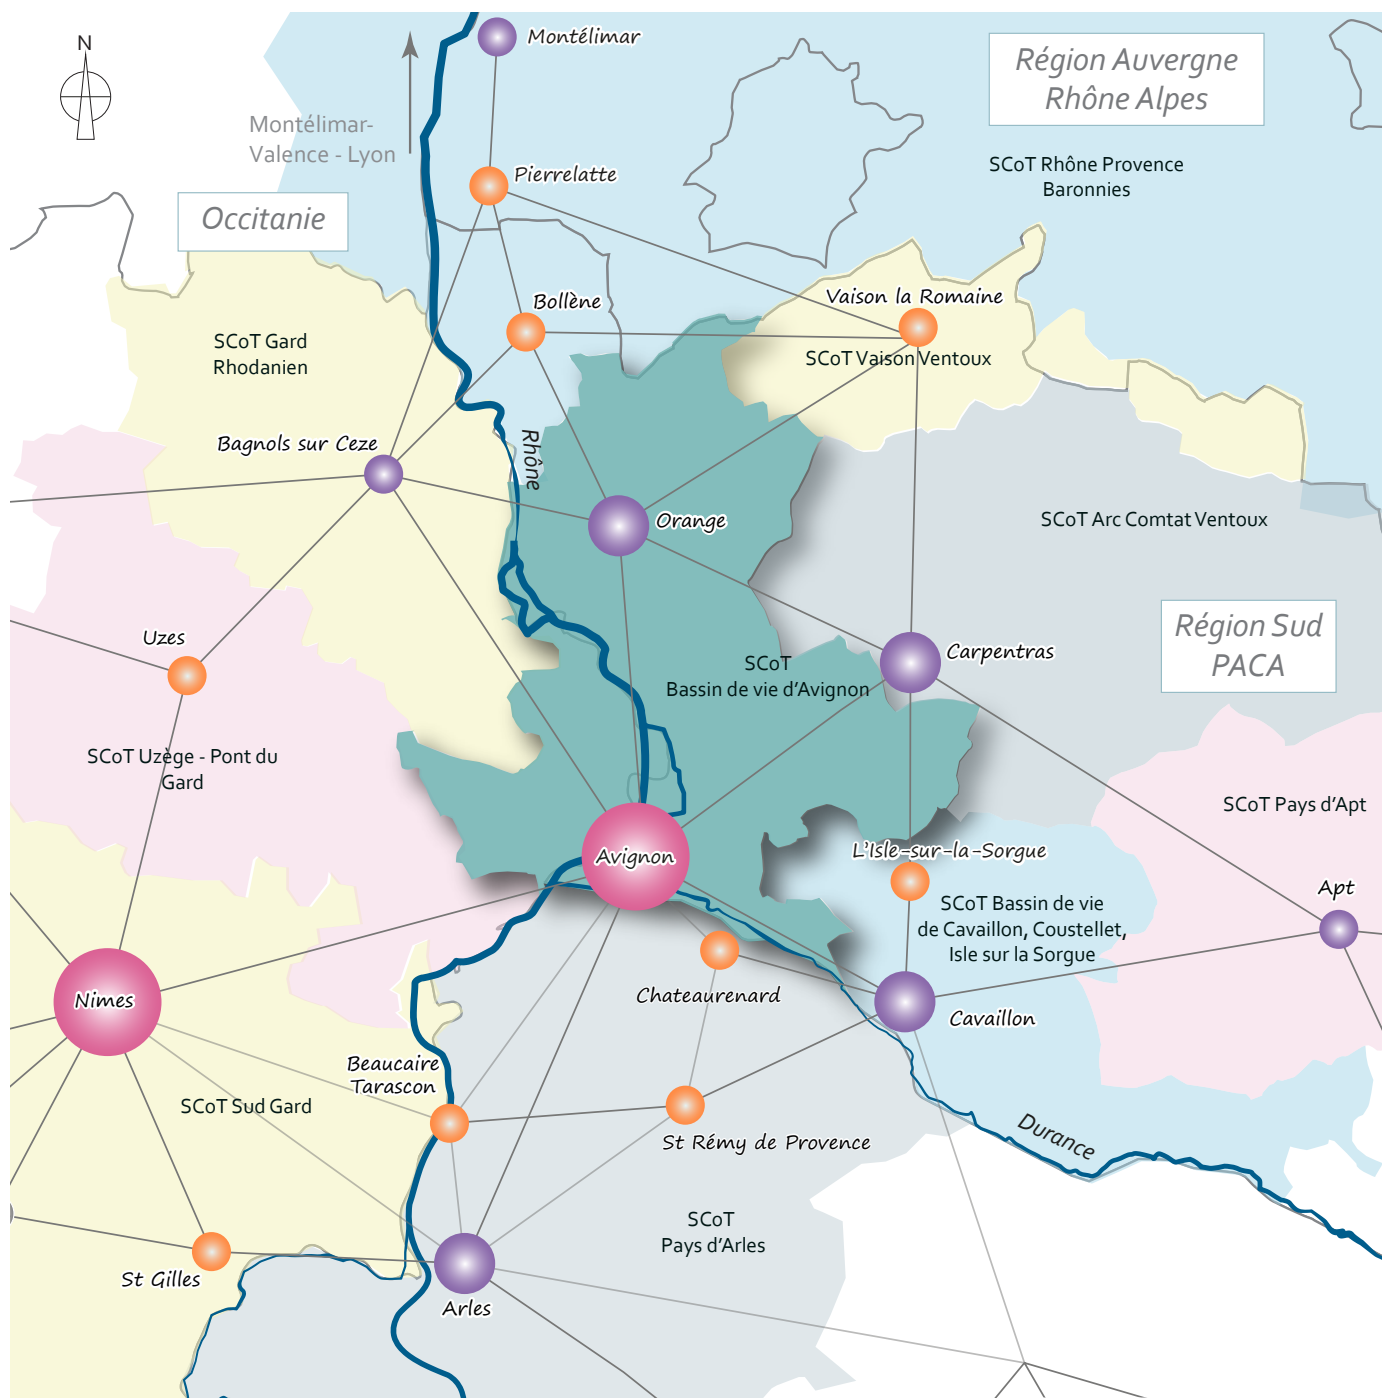 N
Montélimar
Région Auvergne
Rhône Alpes
Montélimar-
Valence - Lyon
SCoT Rhône Provence
Baronnies
Pierrelatte
Occitanie
Bollène
Vaison la Romaine
SCoT Gard
Rhodanien
SCoT Vaison Ventoux
Bagnols sur Ceze
Rhône
Orange
SCoT Arc Comtat Ventoux
Région Sud
PACA
Uzes
Carpentras
SCoT
Bassin de vie d'Avignon
SCoT Uzège - Pont du
Gard
SCoT Pays d'Apt
Avignon
L'Isle-sur-la-Sorgue
Apt
SCoT Bassin de vie
de Cavaillon, Coustellet,
Isle sur la Sorgue
Nimes
Chateaurenard
Cavaillon
Beaucaire
Tarascon
SCoT Sud Gard
St Rémy de Provence
Durance
SCoT
Pays d'Arles
St Gilles
Arles